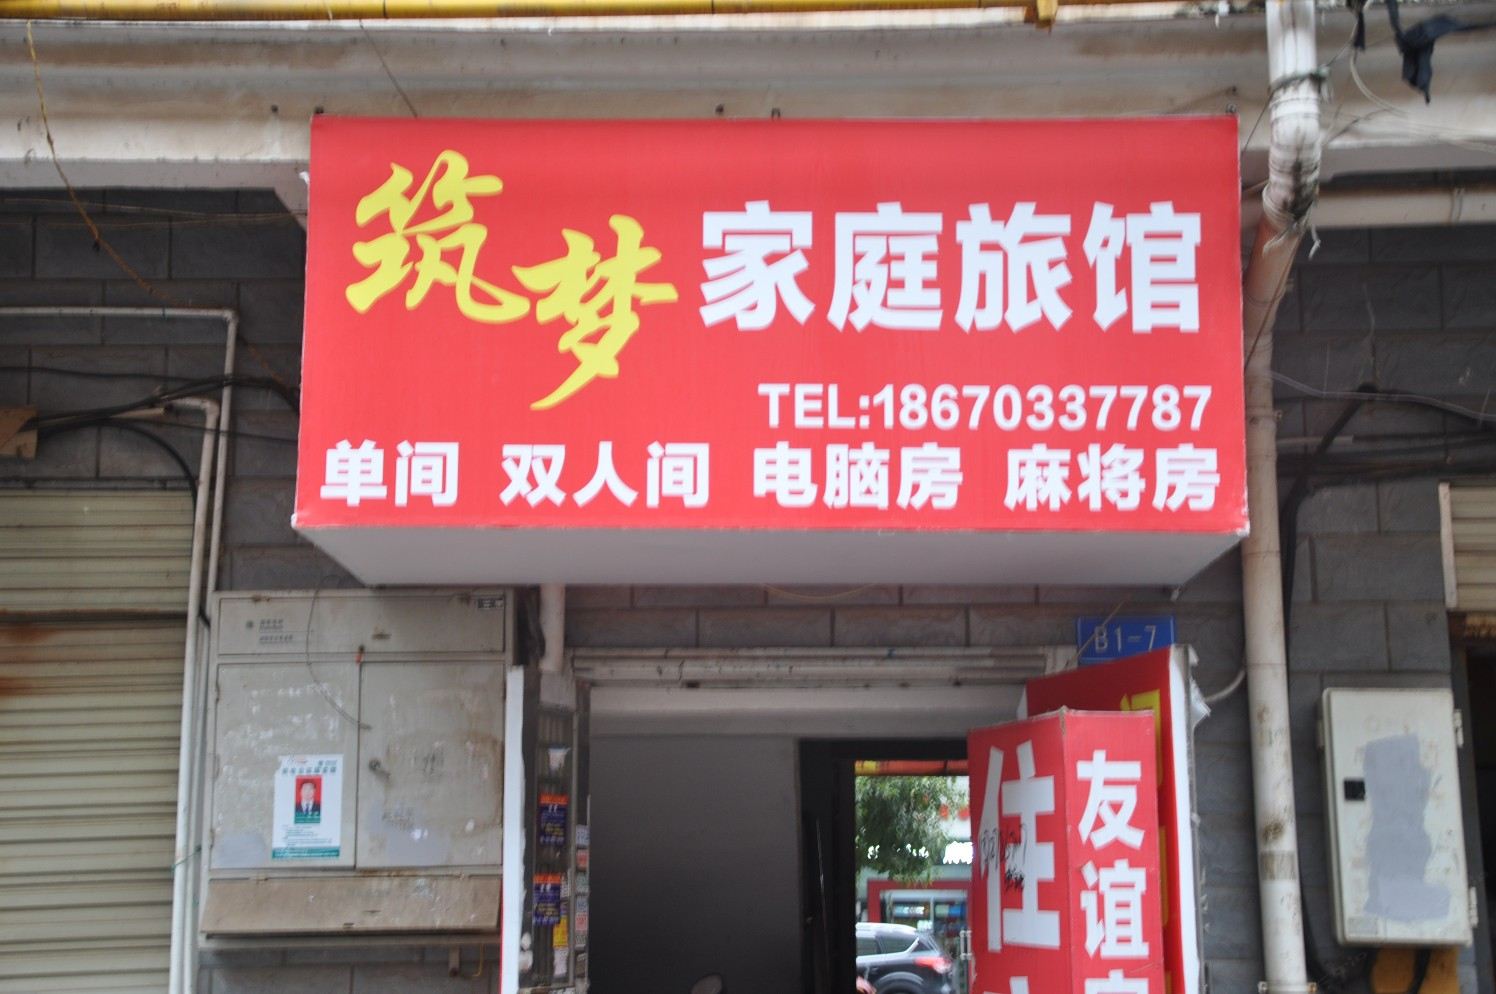 筑梦 家庭旅馆
TEL:18670337787
单间 双人间 电脑房 麻将房
B1-7
住
友谊